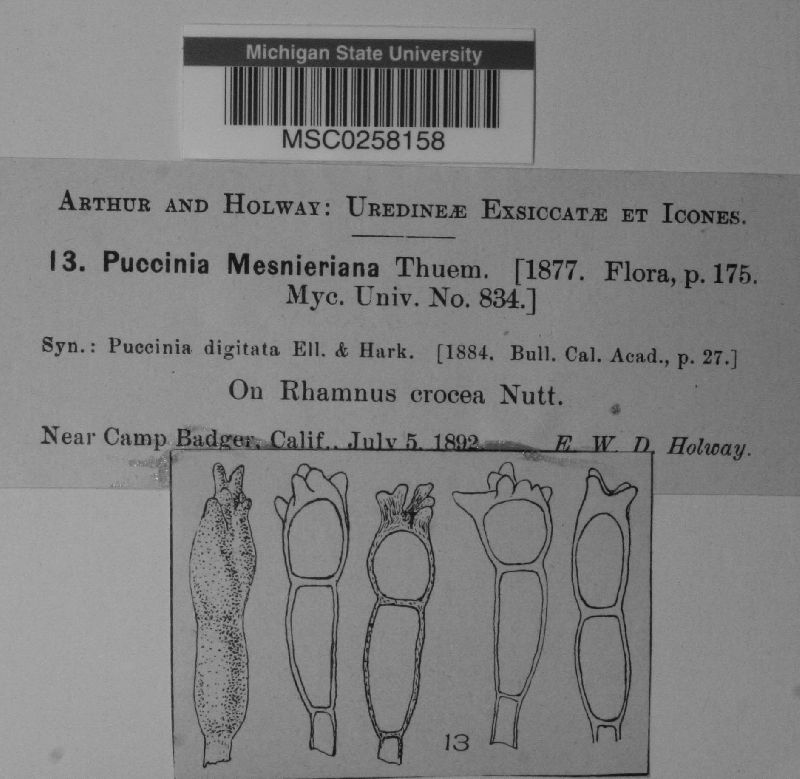 Michigan State University
MSC0258158
Arthur and Holway: Uredineæ Exsiccatæ et Icones.
13. Puccinia Mesnieriana Thuem. [1877. Flora, p. 175.
Myc. Univ. No. 834.]
Syn.: Puccinia digitata Ell. & Hark. [1884. Bull. Cal. Acad., p. 27.]
On Rhamnus crocea Nutt.
Near Camp Badger, Calif., July 5, 1892. E. W. D. Holway.
13